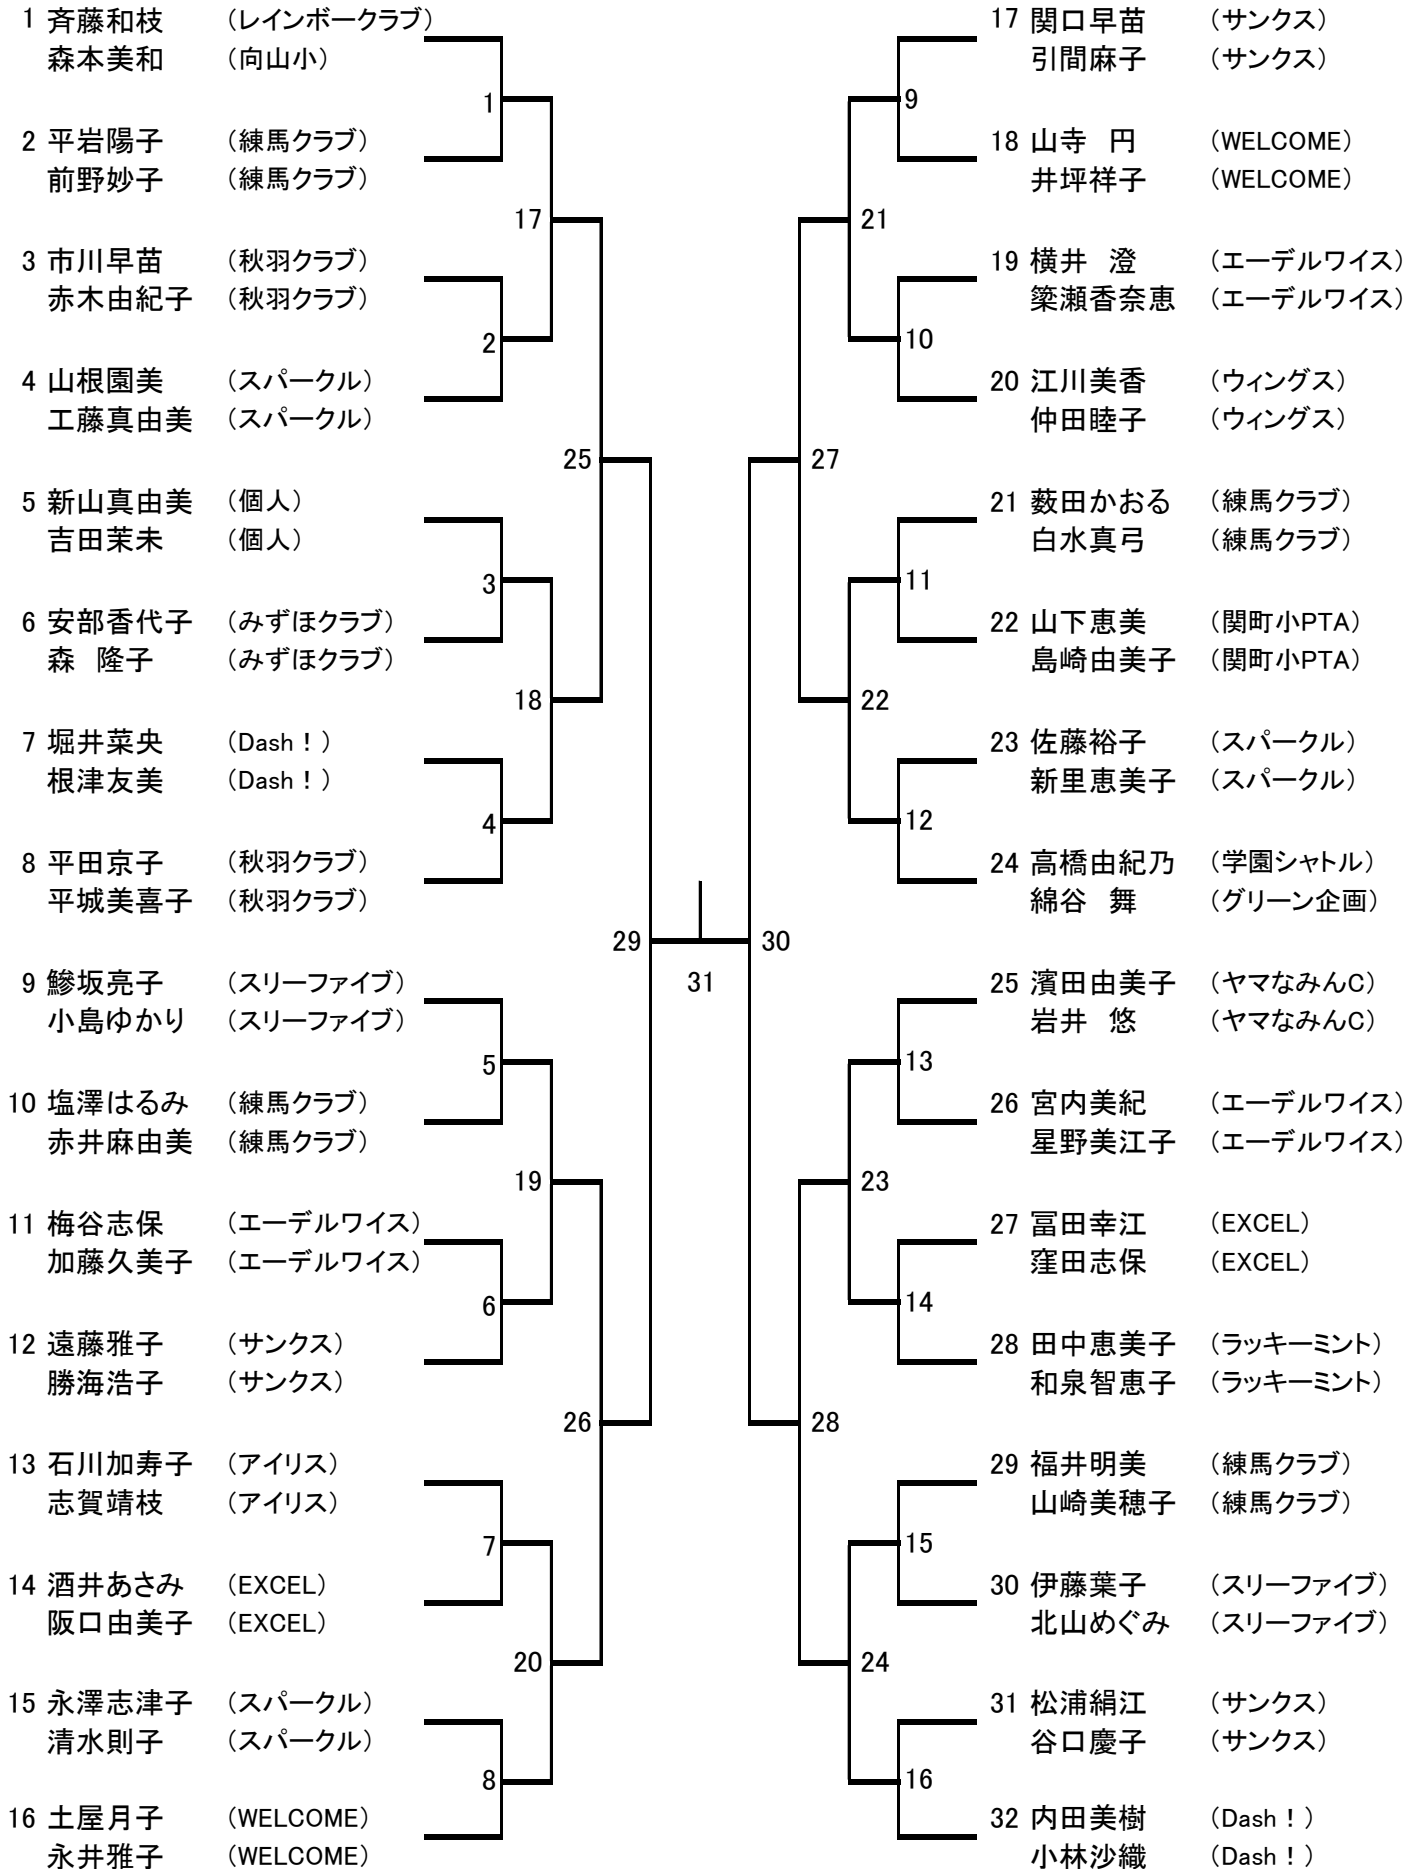 1 斉藤和枝 （レインボークラブ）
森本美和 （向山小）
1
2 平岩陽子 （練馬クラブ）
前野妙子 （練馬クラブ）
17
3 市川早苗 （秋羽クラブ）
赤木由紀子 （秋羽クラブ）
2
4 山根園美 （スパークル）
工藤真由美 （スパークル）
25
5 新山真由美 （個人）
吉田茉未 （個人）
3
6 安部香代子 （みずほクラブ）
森　隆子 （みずほクラブ）
18
7 堀井菜央 （Dash！）
根津友美 （Dash！）
4
8 平田京子 （秋羽クラブ）
平城美喜子 （秋羽クラブ）
29
9 鰺坂亮子 （スリーファイブ）
小島ゆかり （スリーファイブ）
5
10 塩澤はるみ （練馬クラブ）
赤井麻由美 （練馬クラブ）
19
11 梅谷志保 （エーデルワイス）
加藤久美子 （エーデルワイス）
6
12 遠藤雅子 （サンクス）
勝海浩子 （サンクス）
26
13 石川加寿子 （アイリス）
志賀靖枝 （アイリス）
7
14 酒井あさみ （EXCEL）
阪口由美子 （EXCEL）
20
15 永澤志津子 （スパークル）
清水則子 （スパークル）
8
16 土屋月子 （WELCOME）
永井雅子 （WELCOME）
31
17 関口早苗 （サンクス）
引間麻子 （サンクス）
9
18 山寺　円 （WELCOME）
井坪祥子 （WELCOME）
21
19 横井　澄 （エーデルワイス）
簗瀬香奈恵 （エーデルワイス）
10
20 江川美香 （ウィングス）
仲田睦子 （ウィングス）
27
21 薮田かおる （練馬クラブ）
白水真弓 （練馬クラブ）
11
22 山下恵美 （関町小PTA）
島崎由美子 （関町小PTA）
22
23 佐藤裕子 （スパークル）
新里恵美子 （スパークル）
12
24 高橋由紀乃 （学園シャトル）
綿谷　舞 （グリーン企画）
30
25 濱田由美子 （ヤマなみんC）
岩井　悠 （ヤマなみんC）
13
26 宮内美紀 （エーデルワイス）
星野美江子 （エーデルワイス）
23
27 冨田幸江 （EXCEL）
窪田志保 （EXCEL）
14
28 田中恵美子 （ラッキーミント）
和泉智恵子 （ラッキーミント）
28
29 福井明美 （練馬クラブ）
山崎美穂子 （練馬クラブ）
15
30 伊藤葉子 （スリーファイブ）
北山めぐみ （スリーファイブ）
24
31 松浦絹江 （サンクス）
谷口慶子 （サンクス）
16
32 内田美樹 （Dash！）
小林沙織 （Dash！）